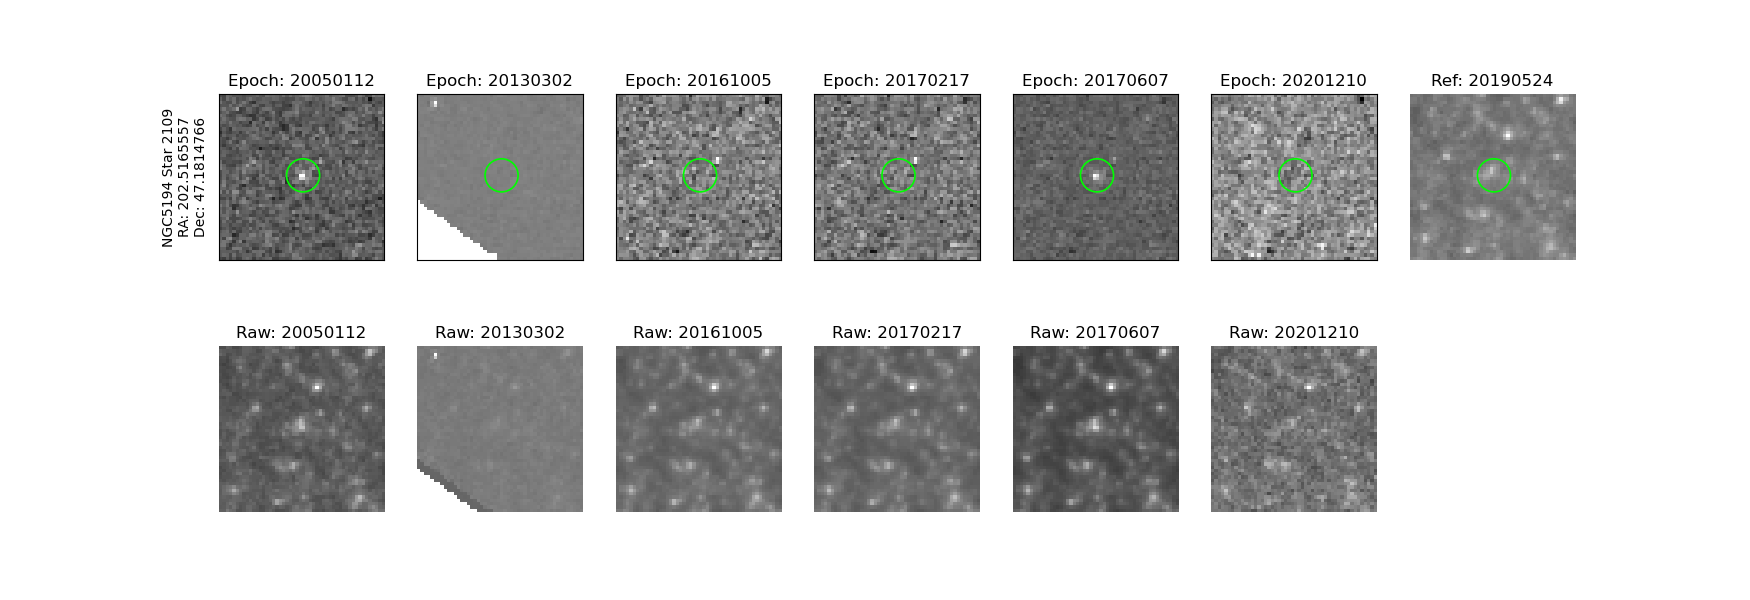 Epoch: 20050112
Epoch: 20130302
Epoch: 20161005
Epoch: 20170217
Epoch: 20170607
Epoch: 20201210
Ref: 20190524
NGC5194 Star 2109
RA: 202.5165557
Dec: 47.1814766
Raw: 20050112
Raw: 20130302
Raw: 20161005
Raw: 20170217
Raw: 20170607
Raw: 20201210